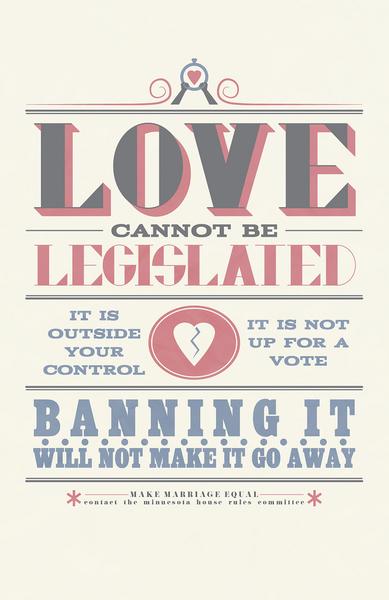 LOVE
CANNOT BE
LEGISLATED
IT IS
OUTSIDE
YOUR
CONTROL
IT IS NOT
UP FOR A
VOTE
BANNING IT
WILL NOT MAKE IT GO AWAY
MAKE MARRIAGE EQUAL
contact the minnesota house rules committee